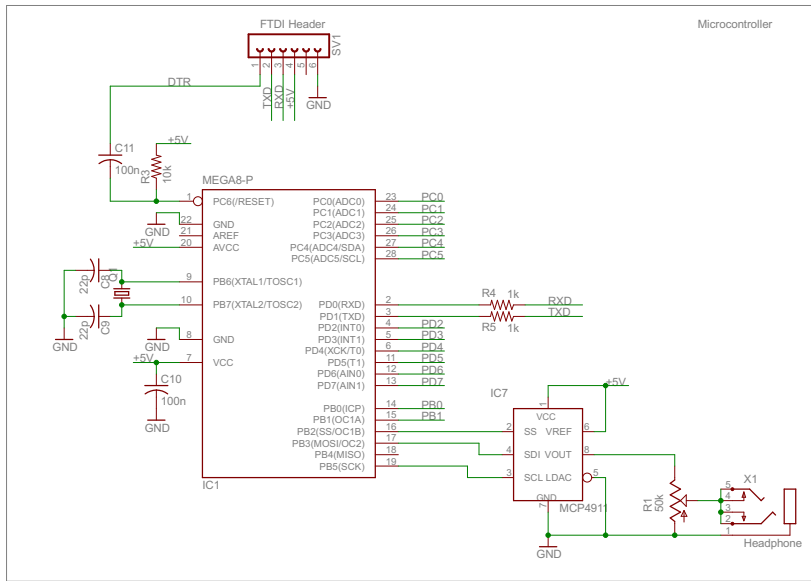 FTDI Header
Microcontroller
SV1
1 2 3 4 5 6
DTR
TXD
RXD
+5V
GND
C11
100n
+5V
R3
10k
MEGA8-P
1 PC6(/RESET)
GND
22 GND
21 AREF
+5V
20 AVCC
9 PB6(XTAL1/TOSC1)
10 PB7(XTAL2/TOSC2)
C8
22p
Q1
C9
22p
GND
GND
8 GND
+5V
7 VCC
C10
100n
GND
IC1
PC0(ADC0) 23 PC0
PC1(ADC1) 24 PC1
PC2(ADC2) 25 PC2
PC3(ADC3) 26 PC3
PC4(ADC4/SDA) 27 PC4
PC5(ADC5/SCL) 28 PC5
PD0(RXD) 2
R4 1k RXD
PD1(TXD) 3
R5 1k TXD
PD2(INT0) 4 PD2
PD3(INT1) 5 PD3
PD4(XCK/T0) 6 PD4
PD5(T1) 11 PD5
PD6(AIN0) 12 PD6
PD7(AIN1) 13 PD7
PB0(ICP) 14 PB0
PB1(OC1A) 15 PB1
PB2(SS/OC1B) 16
PB3(MOSI/OC2) 17
PB4(MISO) 18
PB5(SCK) 19
IC7
+5V
1
VCC
2 SS VREF 6
4 SDI VOUT 8
3 SCL LDAC 5
GND
7
MCP4911
GND
R1
50k
X1
5
4
3
2
1
Headphone